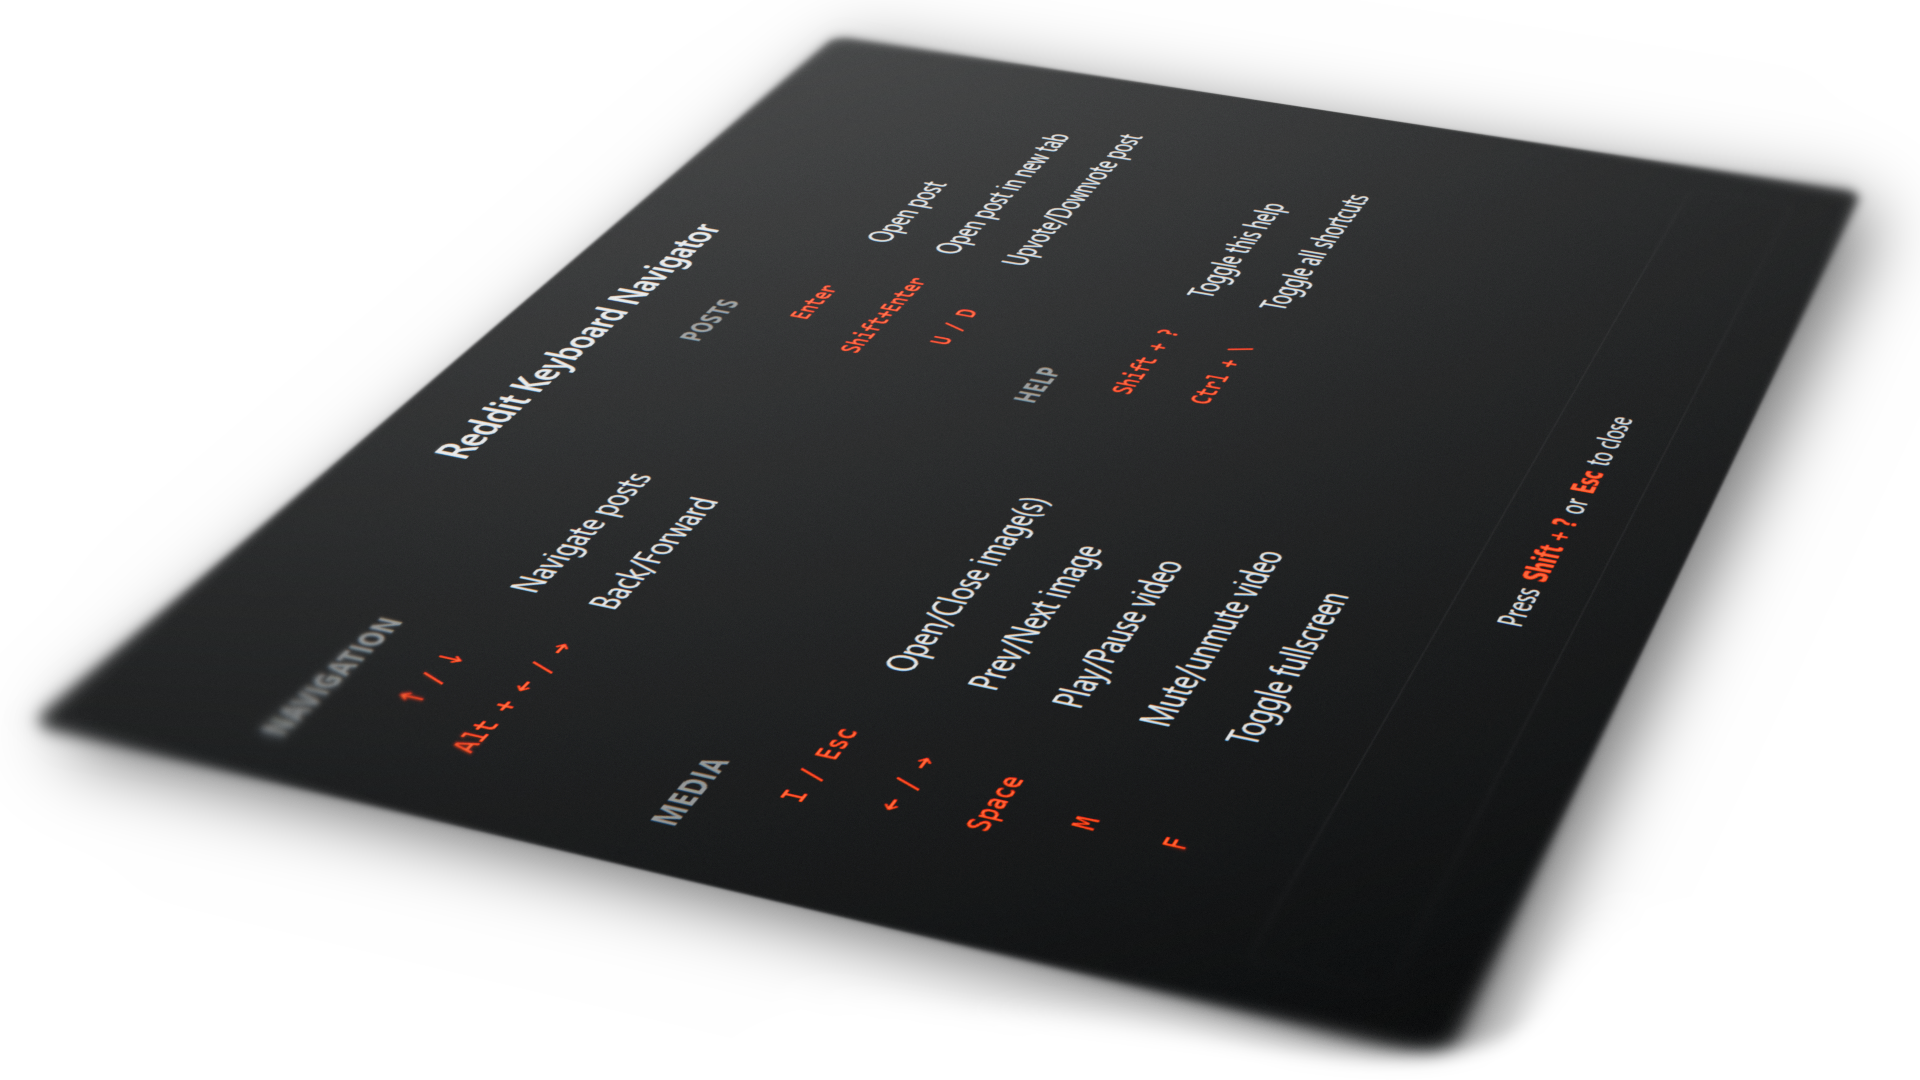 Reddit Keyboard Navigator
NAVIGATION
↑ / ↓ Navigate posts
Alt + ← / → Back/Forward
POSTS
Enter Open post
Shift+Enter Open post in new tab
U / D Upvote/Downvote post
MEDIA
I / Esc Open/Close image(s)
← / → Prev/Next image
Space Play/Pause video
M Mute/unmute video
F Toggle fullscreen
HELP
Shift + ? Toggle this help
Ctrl + \ Toggle all shortcuts
Press Shift + ? or Esc to close